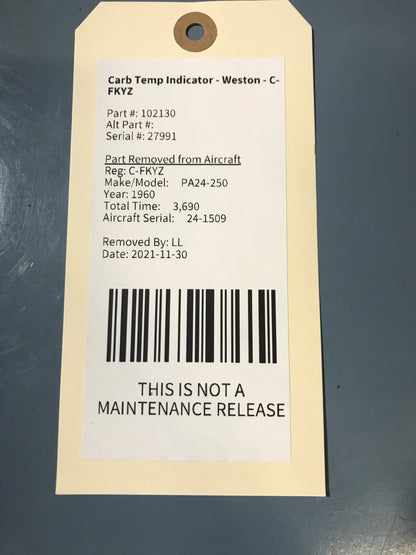 Carb Temp Indicator - Weston - C-
FKYZ
Part #: 102130
Alt Part #:
Serial #: 27991
Part Removed from Aircraft
Reg: C-FKYZ
Make/Model: PA24-250
Year: 1960
Total Time: 3,690
Aircraft Serial: 24-1509
Removed By: LL
Date: 2021-11-30
THIS IS NOT A
MAINTENANCE RELEASE